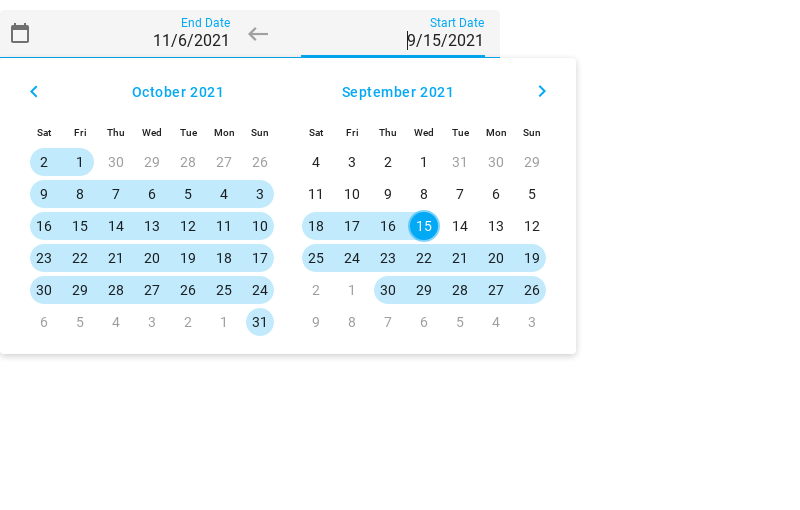 End Date Start Date
11/6/2021 9/15/2021
October 2021 September 2021
Sat Fri Thu Wed Tue Mon Sun Sat Fri Thu Wed Tue Mon Sun
2 1 30 29 28 27 26 4 3 2 1 31 30 29
9 8 7 6 5 4 3 11 10 9 8 7 6 5
16 15 14 13 12 11 10 18 17 16 15 14 13 12
23 22 21 20 19 18 17 25 24 23 22 21 20 19
30 29 28 27 26 25 24 2 1 30 29 28 27 26
6 5 4 3 2 1 31 9 8 7 6 5 4 3